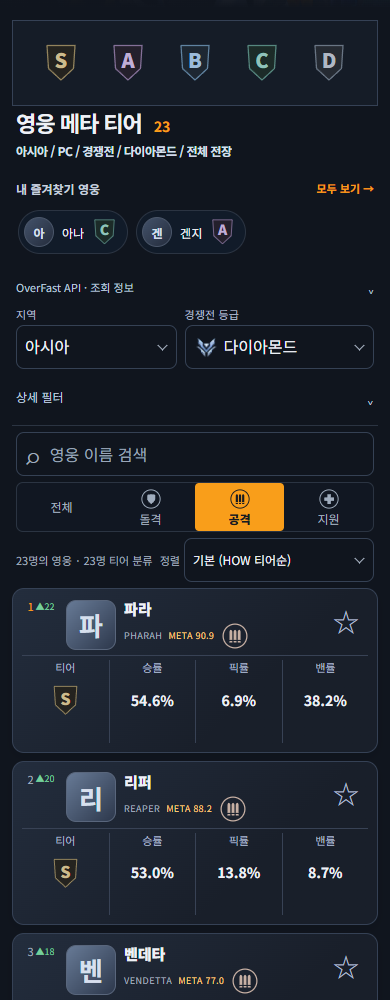 S A B C D
영웅 메타 티어 23
아시아 / PC / 경쟁전 / 다이아몬드 / 전체 전장
내 즐겨찾기 영웅 모두 보기 →
아 아나 C 겐 겐지 A
OverFast API · 조회 정보
지역 경쟁전 등급
아시아 다이아몬드
상세 필터
영웅 이름 검색
전체 돌격 공격 지원
23명의 영웅 · 23명 티어 분류 정렬 기본 (HOW 티어순)
1 ▲22 파 파라
PHARAH META 90.9
티어 승률 픽률 밴률
S 54.6% 6.9% 38.2%
2 ▲20 리 리퍼
REAPER META 88.2
티어 승률 픽률 밴률
S 53.0% 13.8% 8.7%
3 ▲18 벤 벤데타
VENDETTA META 77.0